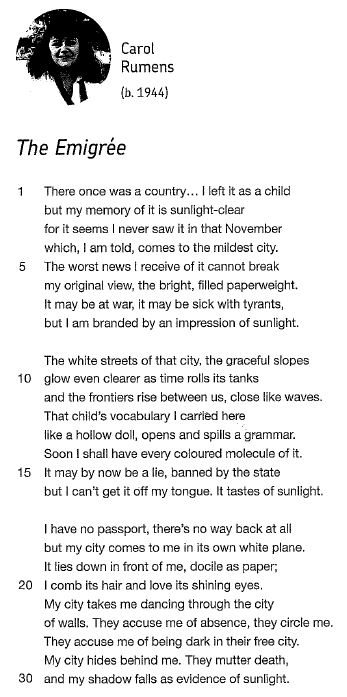 Carol
Rumens
(b. 1944)
The Emigrée
1 There once was a country... I left it as a child
but my memory of it is sunlight-clear
for it seems I never saw it in that November
which, I am told, comes to the mildest city.
5 The worst news I receive of it cannot break
my original view, the bright, filled paperweight.
It may be at war, it may be sick with tyrants,
but I am branded by an impression of sunlight.
The white streets of that city, the graceful slopes
10 glow even clearer as time rolls its tanks
and the frontiers rise between us, close like waves.
That child's vocabulary I carried here
like a hollow doll, opens and spills a grammar.
Soon I shall have every coloured molecule of it.
15 It may by now be a lie, banned by the state
but I can't get it off my tongue. It tastes of sunlight.
I have no passport, there's no way back at all
but my city comes to me in its own white plane.
It lies down in front of me, docile as paper;
20 I comb its hair and love its shining eyes.
My city takes me dancing through the city
of walls. They accuse me of absence, they circle me.
They accuse me of being dark in their free city.
My city hides behind me. They mutter death,
30 and my shadow falls as evidence of sunlight.